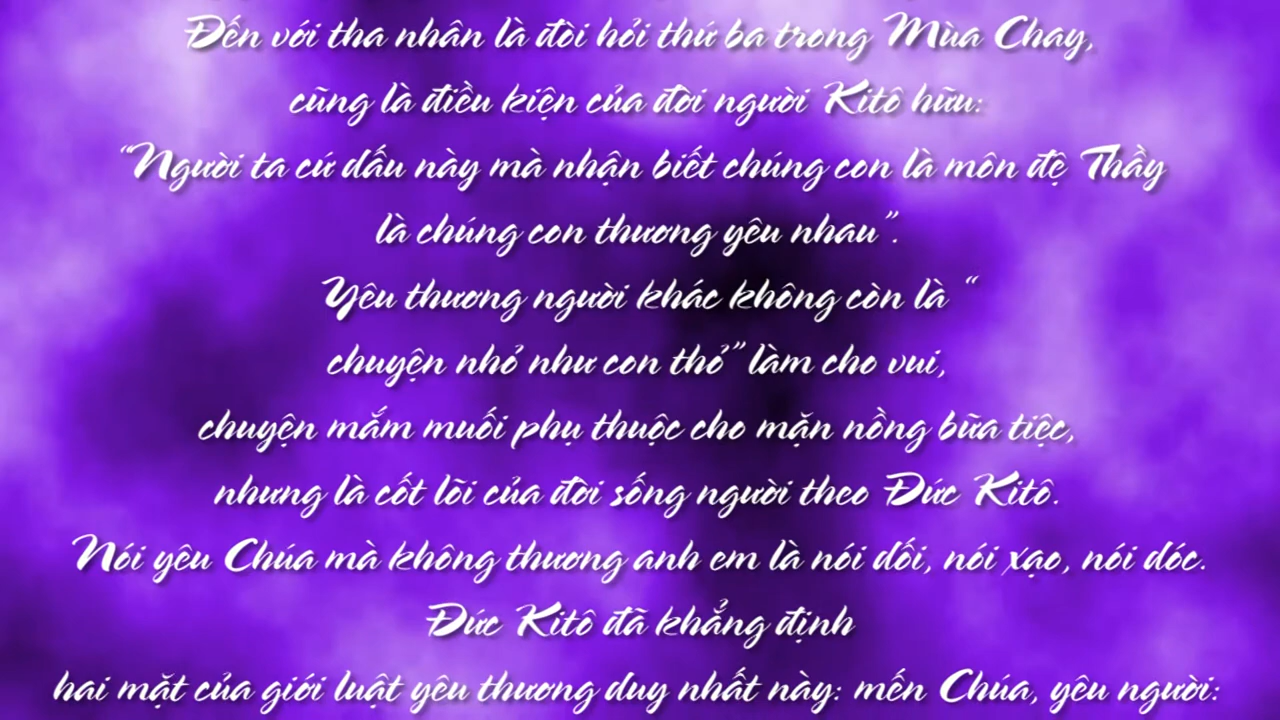 Đến với tha nhân là đòi hỏi thứ ba trong Mùa Chay,
cũng là điều kiện của đời người Kitô hữu:
“Người ta cứ dấu này mà nhận biết chúng con là môn đệ Thầy
là chúng con thương yêu nhau”.
Yêu thương người khác không còn là “
chuyện nhỏ như con thỏ” làm cho vui,
chuyện mắm muối phụ thuộc cho mặn nồng bữa tiệc,
nhưng là cốt lõi của đời sống người theo Đức Kitô.
Nói yêu Chúa mà không thương anh em là nói dối, nói xạo, nói dóc.
Đức Kitô đã khẳng định
hai mặt của giới luật yêu thương duy nhất này: mến Chúa, yêu người: